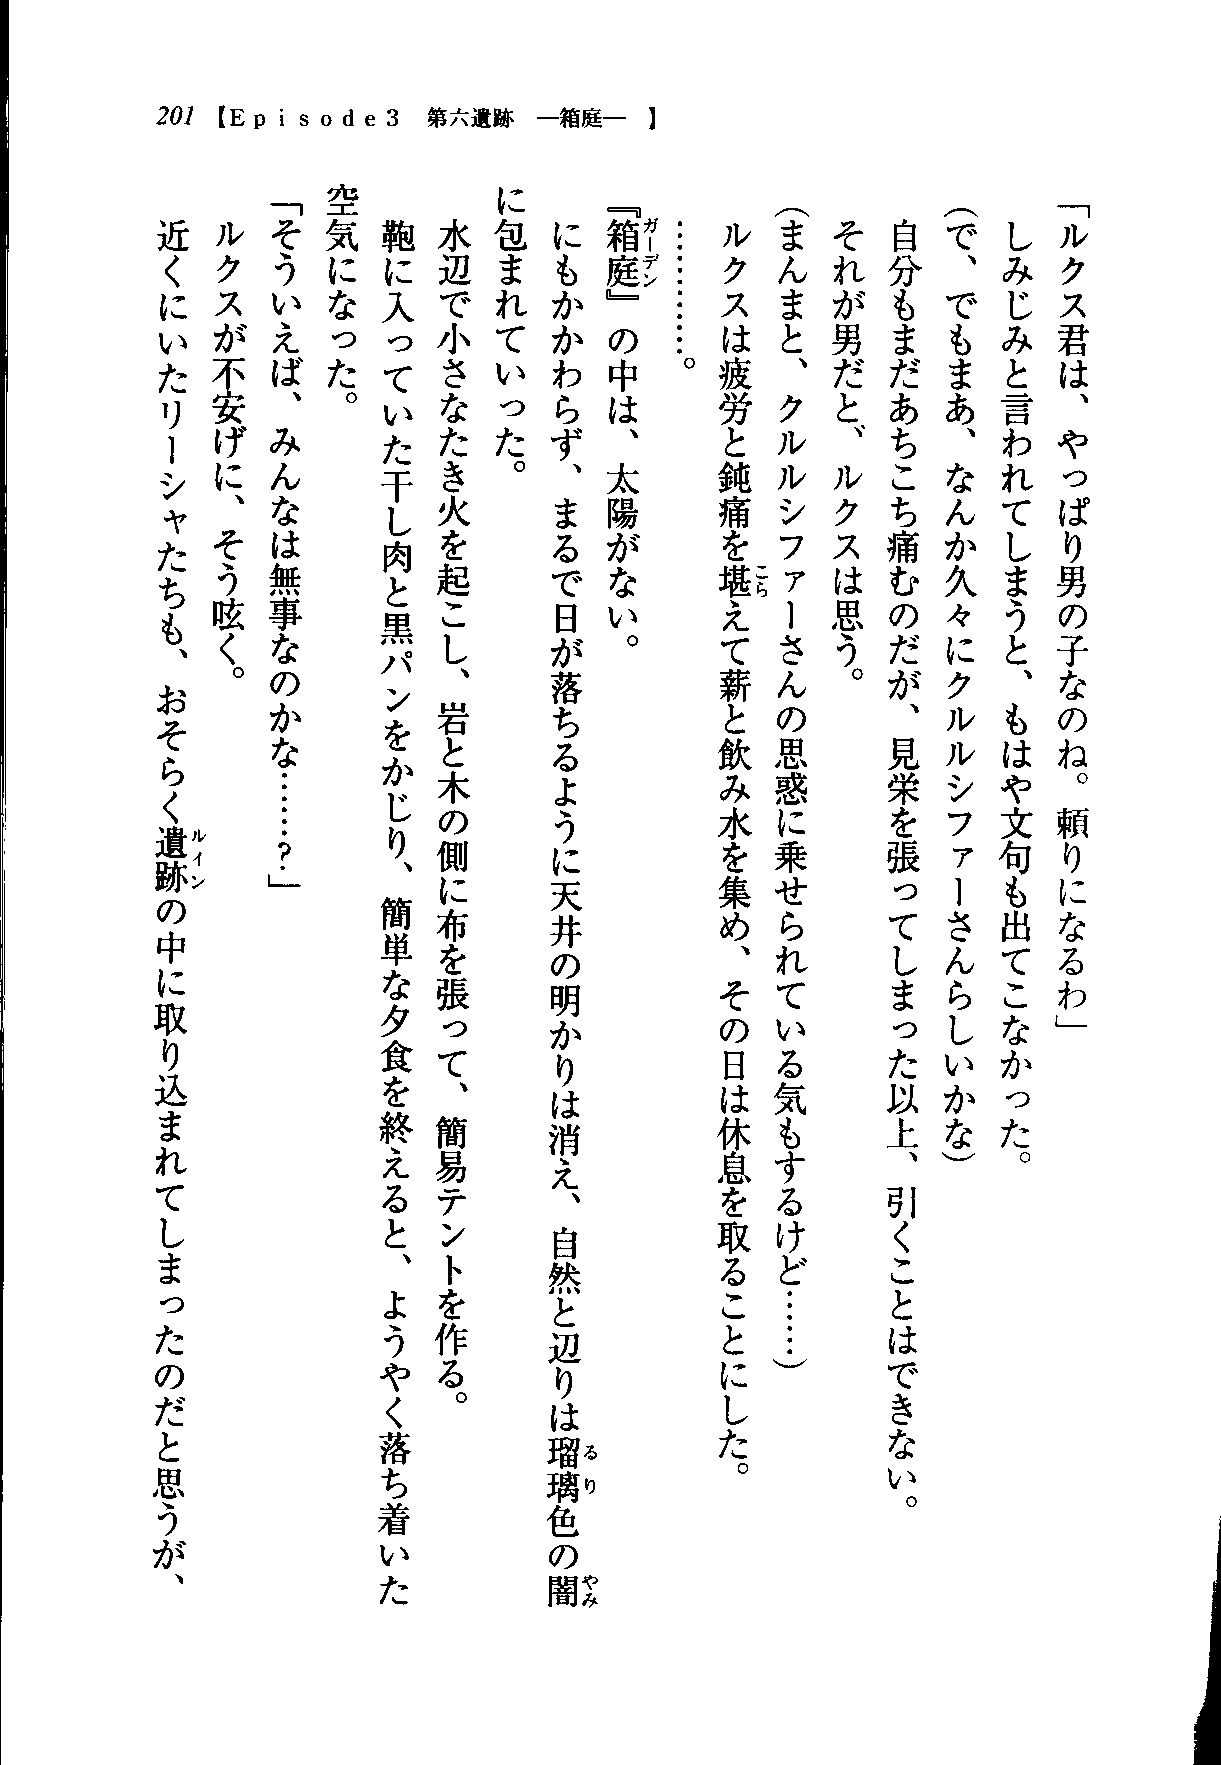 201【Episode3　第六遺跡　―箱庭―　】
「ルクス君は、やっぱり男の子なのね。頼りになるわ」
しみじみと言われてしまうと、もはや文句も出てこなかった。
(で、でもまあ、なんか久々にクルルシファーさんらしいかな)
自分もまだあちこち痛むのだが、見栄を張ってしまった以上、引くことはできない。
それが男だと、ルクスは思う。
(まんまと、クルルシファーさんの思惑に乗せられている気もするけど……)
ルクスは疲労と鈍痛を堪えて薪と飲み水を集め、その日は休息を取ることにした。
…………。
『箱庭』の中は、太陽がない。
にもかかわらず、まるで日が落ちるように天井の明かりは消え、自然と辺りは瑠璃色の闇
に包まれていった。
水辺で小さなたき火を起こし、岩と木の側に布を張って、簡易テントを作る。
鞄に入っていた干し肉と黒パンをかじり、簡単な夕食を終えると、ようやく落ち着いた
空気になった。
「そういえば、みんなは無事なのかな……?」
ルクスが不安げに、そう呟く。
近くにいたリーシャたちも、おそらく遺跡の中に取り込まれてしまったのだと思うが、